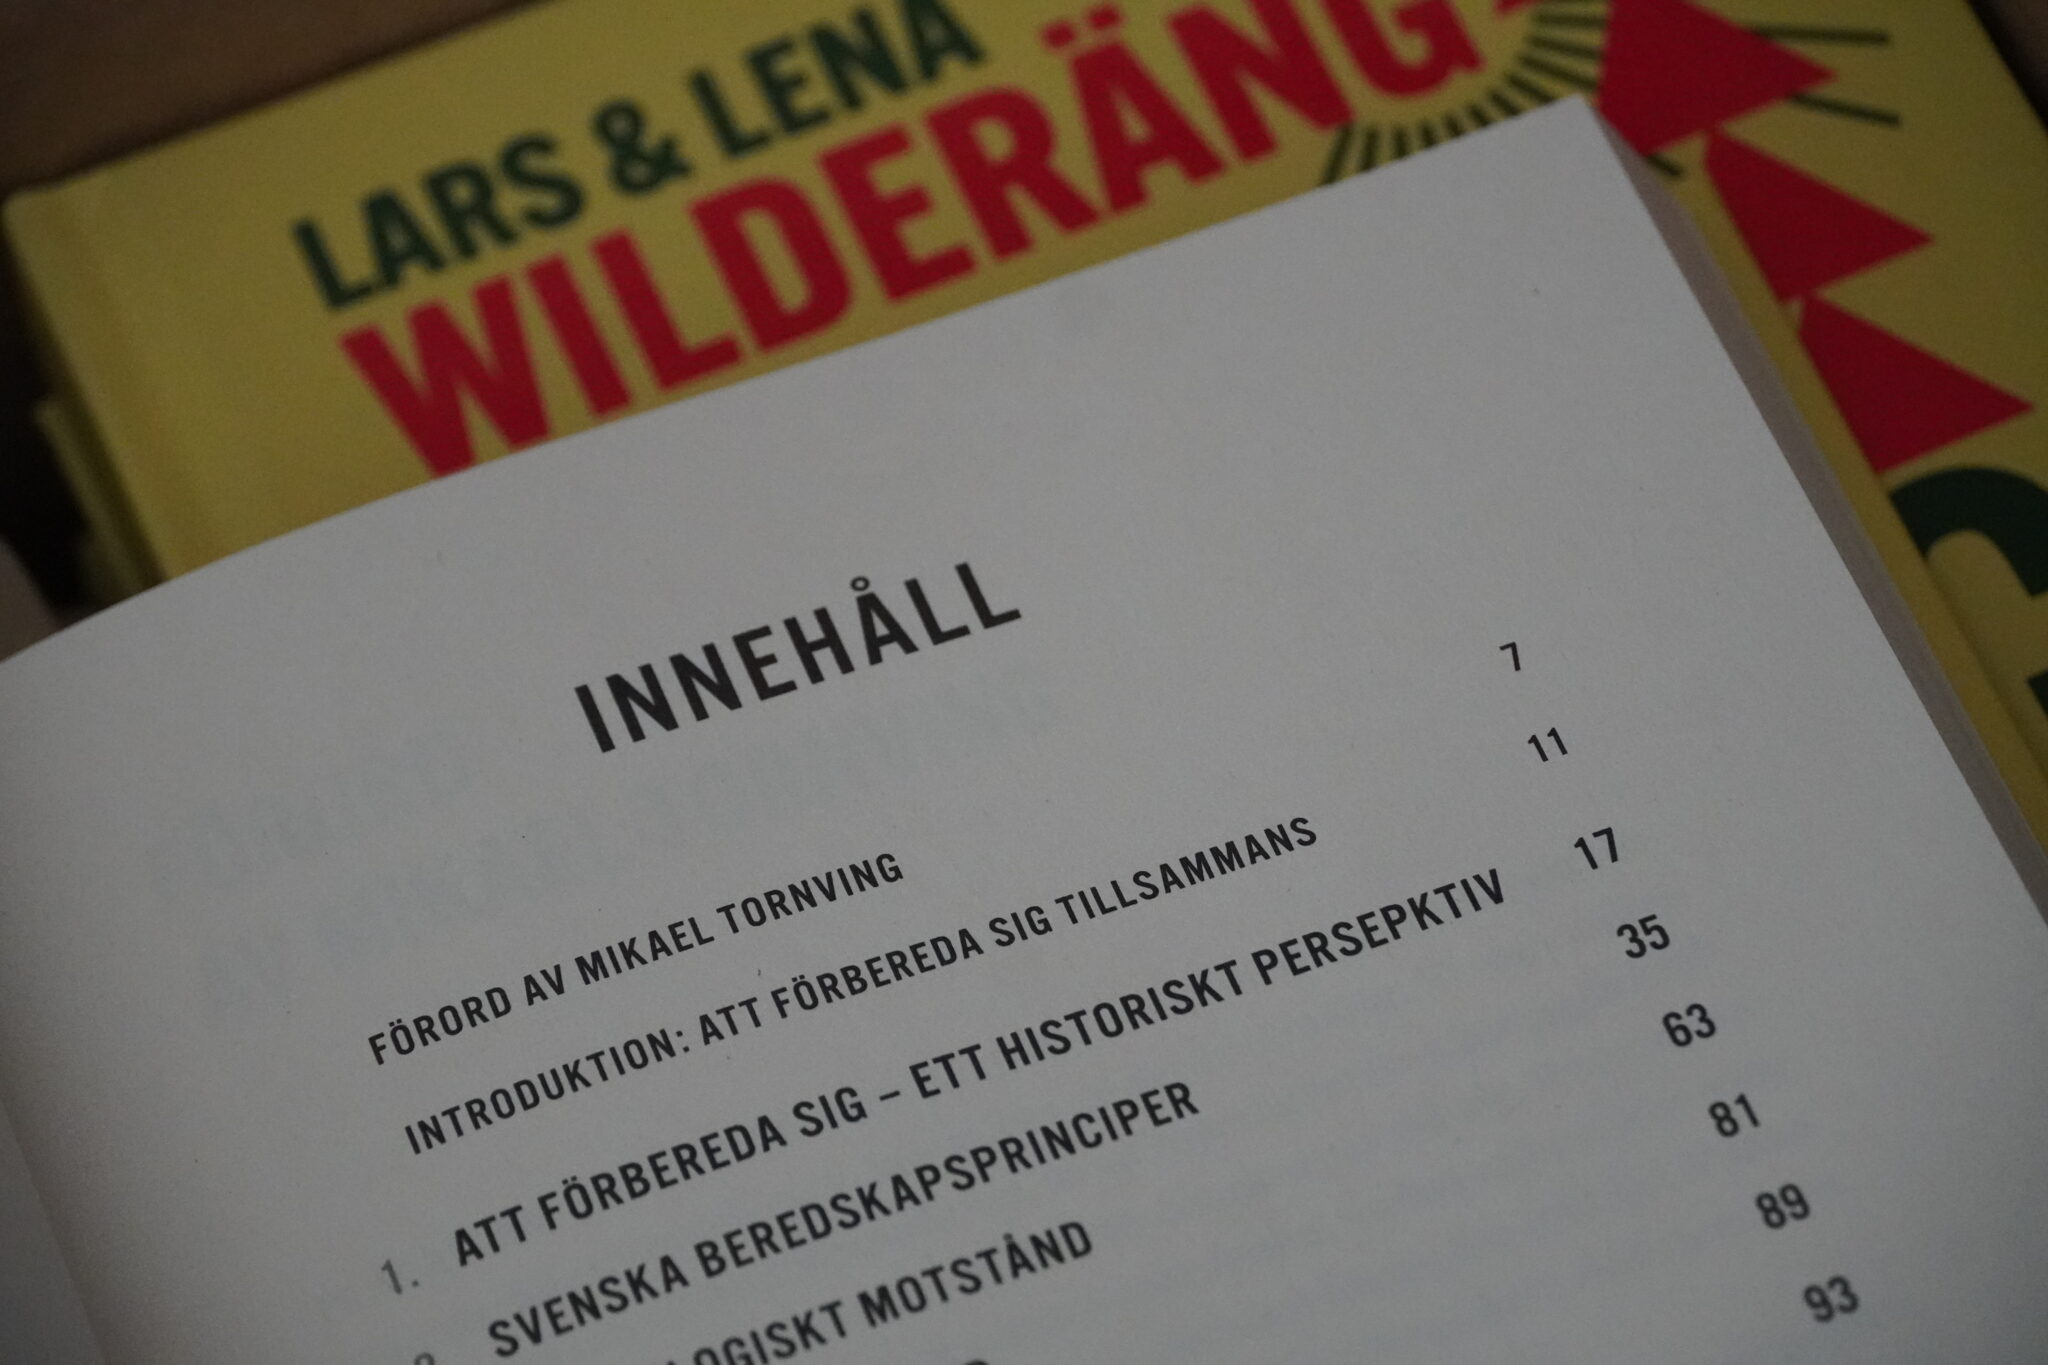 LARS & LENA
WILDERÄNG
INNEHÅLL
FÖRORD AV MIKAEL TORNVING 7
INTRODUKTION: ATT FÖRBEREDA SIG TILLSAMMANS 11
1. ATT FÖRBEREDA SIG – ETT HISTORISKT PERSEPKTIV 17
SVENSKA BEREDSKAPSPRINCIPER 35
MOTSTÅND 63
81
89
93